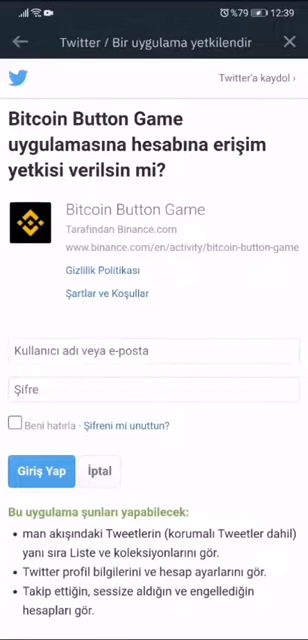 %79 12:39
Twitter / Bir uygulama yetkilendir
Twitter'a kaydol ›
Bitcoin Button Game
uygulamasına hesabına erişim
yetkisi verilsin mi?
Bitcoin Button Game
Tarafından Binance.com
www.binance.com/en/activity/bitcoin-button-game
Gizlilik Politikası
Şartlar ve Koşullar
Kullanıcı adı veya e-posta
Şifre
Beni hatırla · Şifreni mi unuttun?
Giriş Yap İptal
Bu uygulama şunları yapabilecek:
• man akışındaki Tweetlerin (korumalı Tweetler dahil)
yanı sıra Liste ve koleksiyonlarını gör.
• Twitter profil bilgilerini ve hesap ayarlarını gör.
• Takip ettiğin, sessize aldığın ve engellediğin
hesapları gör.